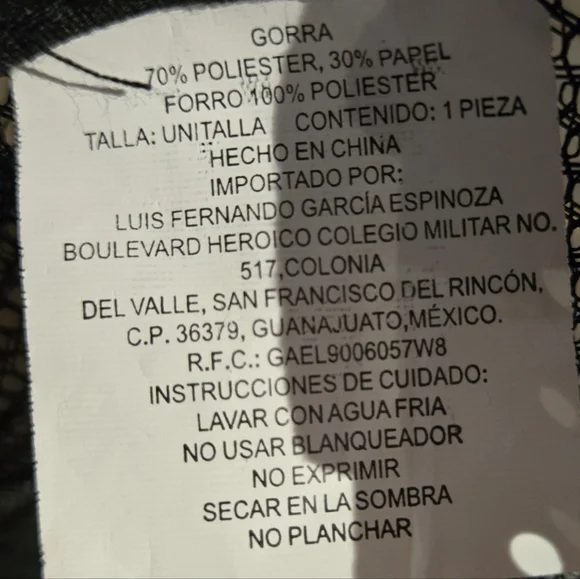 GORRA
70% POLIESTER, 30% PAPEL
FORRO 100% POLIESTER
TALLA: UNITALLA CONTENIDO: 1 PIEZA
HECHO EN CHINA
IMPORTADO POR:
LUIS FERNANDO GARCÍA ESPINOZA
BOULEVARD HEROICO COLEGIO MILITAR NO.
517,COLONIA
DEL VALLE, SAN FRANCISCO DEL RINCÓN,
C.P. 36379, GUANAJUATO,MÉXICO.
R.F.C.: GAEL9006057W8
INSTRUCCIONES DE CUIDADO:
LAVAR CON AGUA FRIA
NO USAR BLANQUEADOR
NO EXPRIMIR
SECAR EN LA SOMBRA
NO PLANCHAR